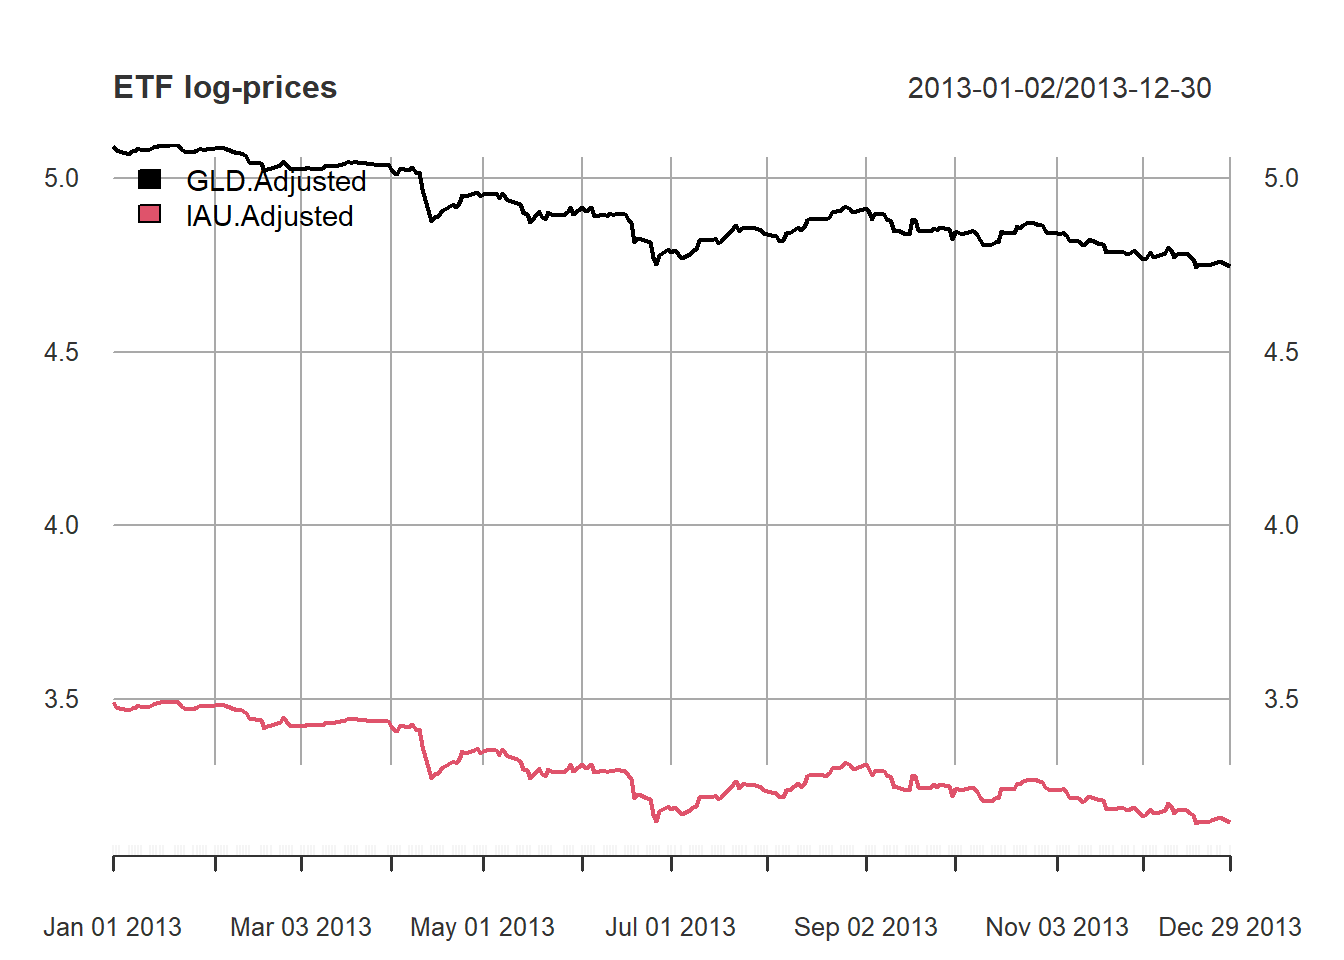 ETF log-prices 2013-01-02/2013-12-30
5.0 GLD.Adjusted 5.0
IAU.Adjusted
4.5 4.5
4.0 4.0
3.5 3.5
Jan 01 2013 Mar 03 2013 May 01 2013 Jul 01 2013 Sep 02 2013 Nov 03 2013 Dec 29 2013